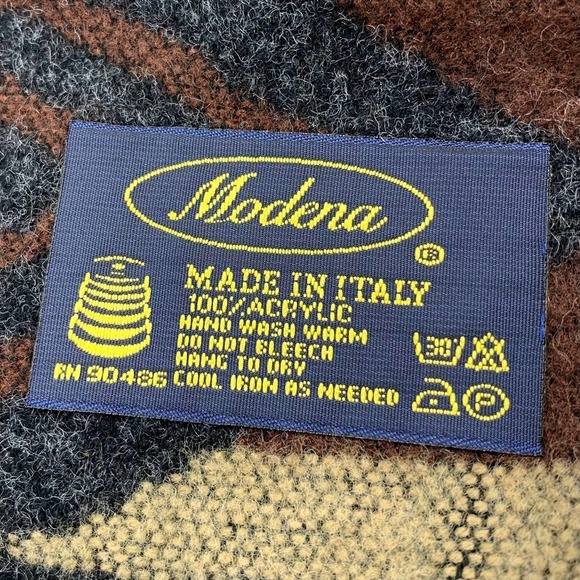 Modena
®
MADE IN ITALY
100% ACRYLIC
HAND WASH WARM
DO NOT BLEECH
HANG TO DRY
RN 90486 COOL IRON AS NEEDED
30
P